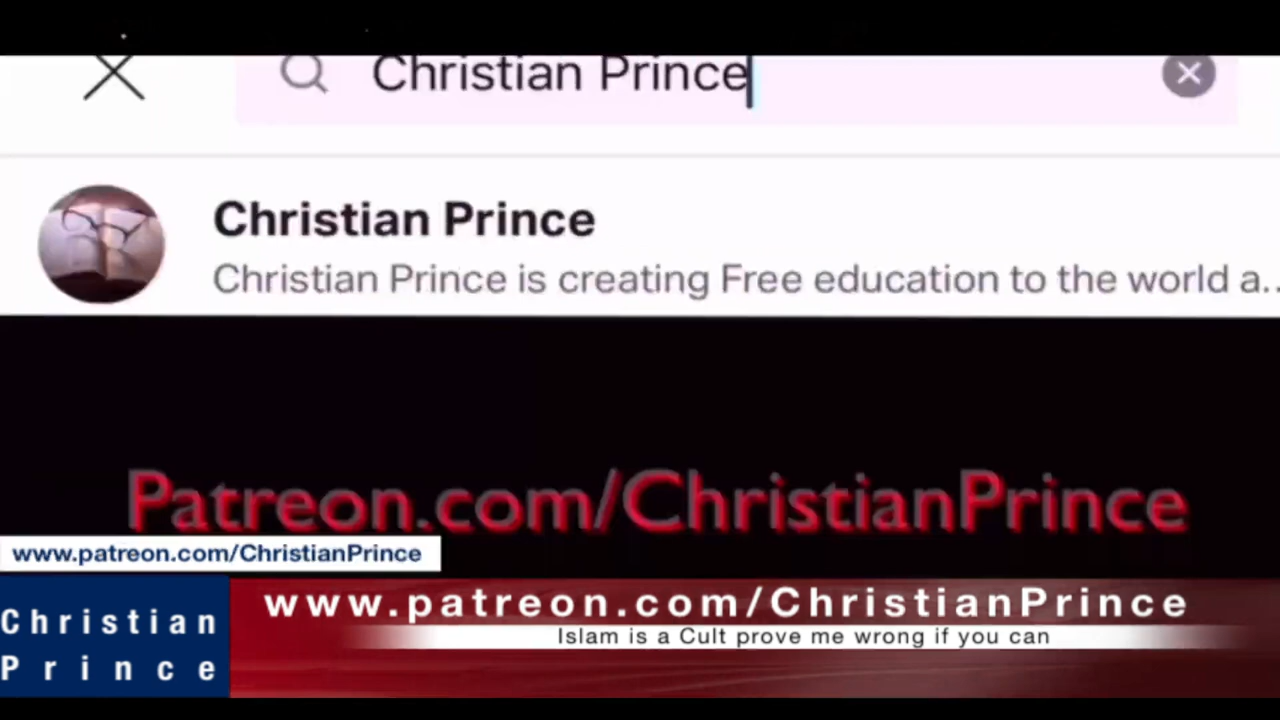 Christian Prince
Christian Prince
Christian Prince is creating Free education to the world a..
Patreon.com/ChristianPrince
www.patreon.com/ChristianPrince
www.patreon.com/ChristianPrince
Islam is a Cult prove me wrong if you can
Christian
Prince